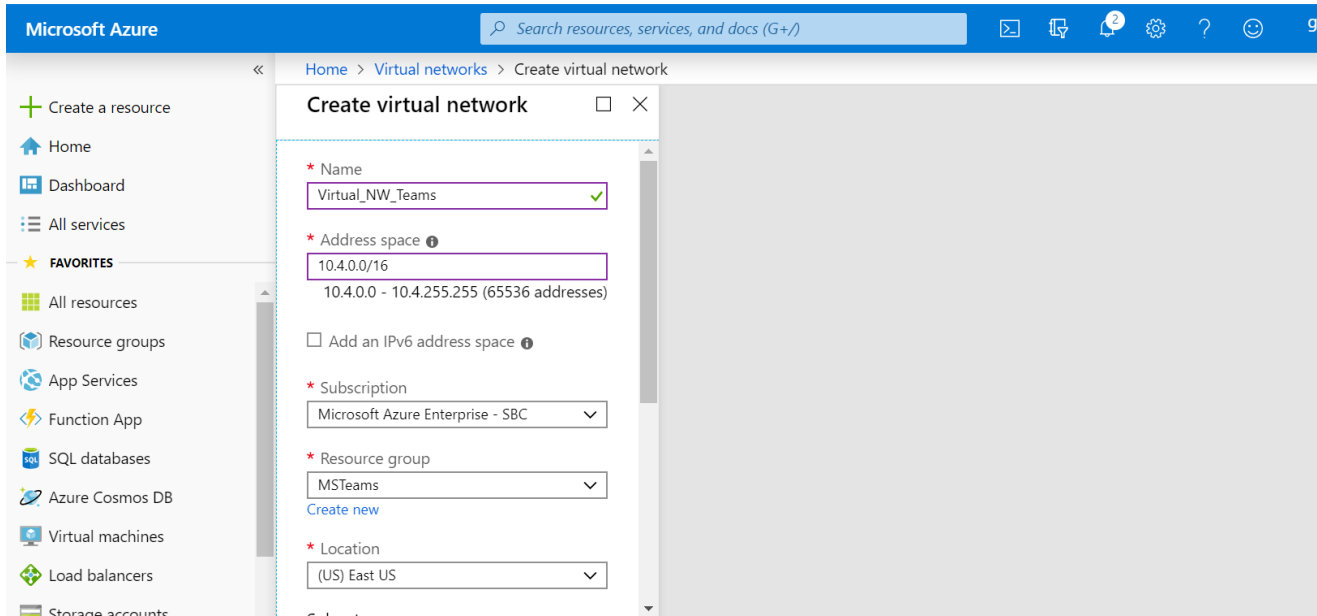 Microsoft Azure
Search resources, services, and docs (G+/)
2
g
«
Home > Virtual networks > Create virtual network
Create a resource
Home
Dashboard
All services
FAVORITES
All resources
Resource groups
App Services
Function App
SQL databases
Azure Cosmos DB
Virtual machines
Load balancers
Storage accounts
Create virtual network
* Name
Virtual_NW_Teams
* Address space
10.4.0.0/16
10.4.0.0 - 10.4.255.255 (65536 addresses)
Add an IPv6 address space
* Subscription
Microsoft Azure Enterprise - SBC
* Resource group
MSTeams
Create new
* Location
(US) East US